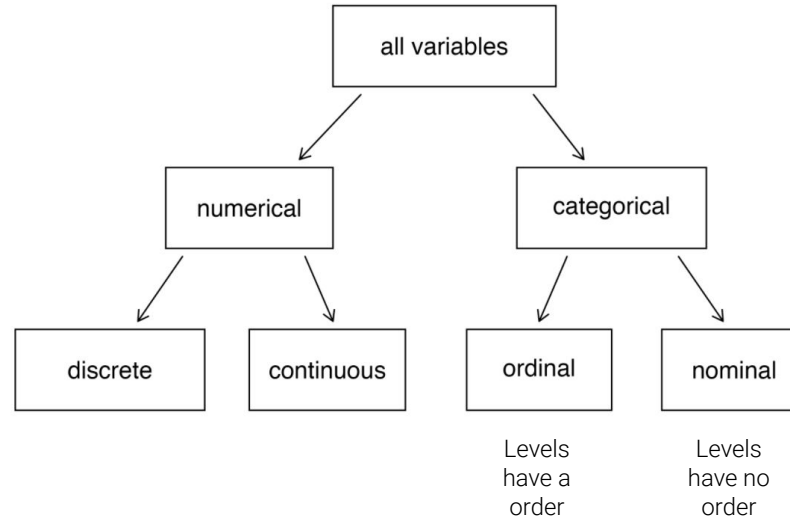 all variables
numerical
categorical
discrete
continuous
ordinal
nominal
Levels
have a
order
Levels
have no
order